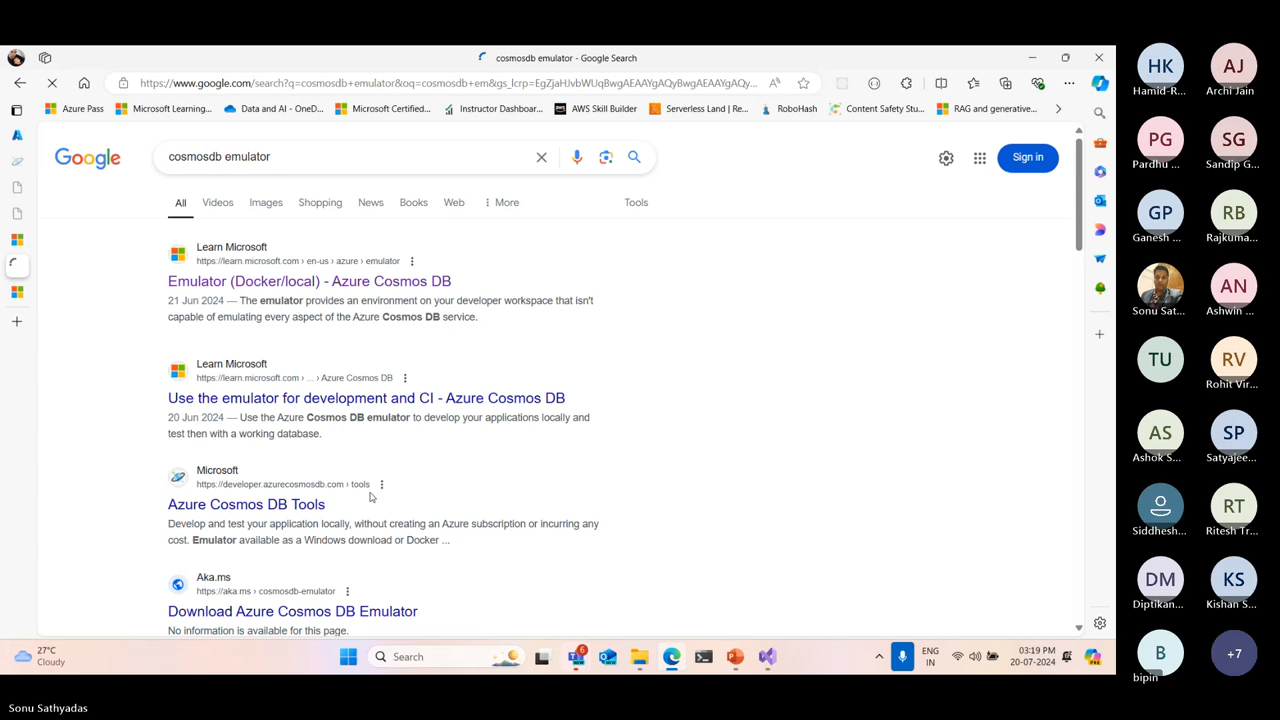 cosmosdb emulator - Google Search
https://www.google.com/search?q=cosmosdb+emulator&oq=cosmosdb+em&gs_lcrp=EgZjaHJvbWUqBwgAEAAYgAQyBwgAEAAYgAQy...
Azure Pass
Microsoft Learning...
Data and AI - OneD...
Microsoft Certified...
Instructor Dashboar...
AWS Skill Builder
Serverless Land | Re...
RoboHash
Content Safety Stu...
RAG and generative...
Google
cosmosdb emulator
Sign in
All
Videos
Images
Shopping
News
Books
Web
More
Tools
Learn Microsoft
https://learn.microsoft.com › en-us › azure › emulator
Emulator (Docker/local) - Azure Cosmos DB
21 Jun 2024 — The emulator provides an environment on your developer workspace that isn't
capable of emulating every aspect of the Azure Cosmos DB service.
Learn Microsoft
https://learn.microsoft.com › ... › Azure Cosmos DB
Use the emulator for development and CI - Azure Cosmos DB
20 Jun 2024 — Use the Azure Cosmos DB emulator to develop your applications locally and
test then with a working database.
Microsoft
https://developer.azurecosmosdb.com › tools
Azure Cosmos DB Tools
Develop and test your application locally, without creating an Azure subscription or incurring any
cost. Emulator available as a Windows download or Docker ...
Aka.ms
https://aka.ms › cosmosdb-emulator
Download Azure Cosmos DB Emulator
No information is available for this page.
27°C
Cloudy
Search
6
ENG
IN
03:19 PM
20-07-2024
HK
Hamid-R...
AJ
Archi Jain
PG
Pardhu ...
SG
Sandip G...
GP
Ganesh ...
RB
Rajkuma...
Sonu Sat...
AN
Ashwin ...
TU
RV
Rohit Vir...
AS
Ashok S...
SP
Satyajee...
Siddhesh...
RT
Ritesh Tr...
DM
Diptikan...
KS
Kishan S...
B
bipin
+7
Sonu Sathyadas